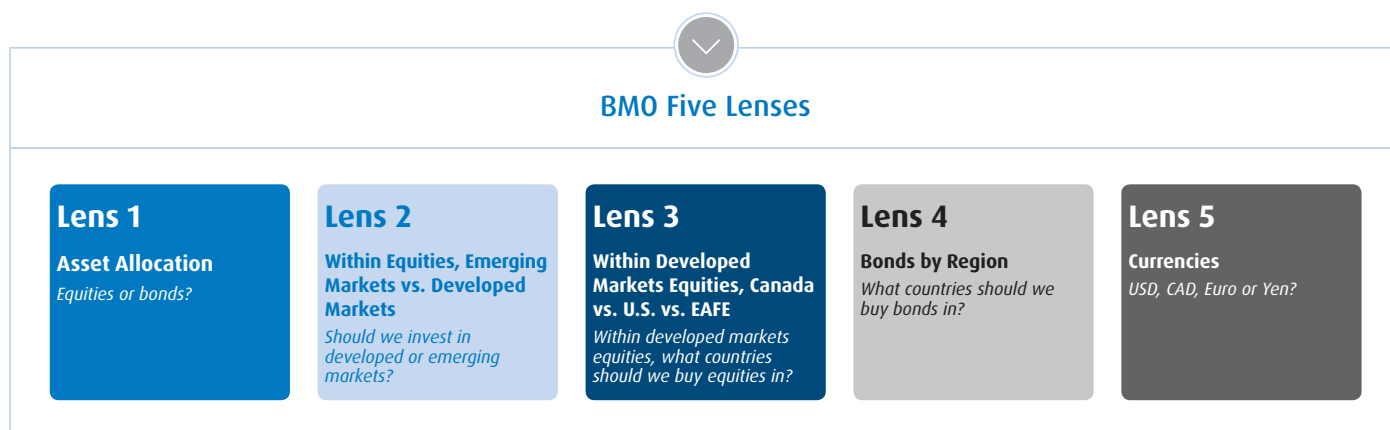 BMO Five Lenses
Lens 1
Asset Allocation
Equities or bonds?
Lens 2
Within Equities, Emerging
Markets vs. Developed
Markets
Should we invest in
developed or emerging
markets?
Lens 3
Within Developed
Markets Equities, Canada
vs. U.S. vs. EAFE
Within developed markets
equities, what countries
should we buy equities in?
Lens 4
Bonds by Region
What countries should we
buy bonds in?
Lens 5
Currencies
USD, CAD, Euro or Yen?